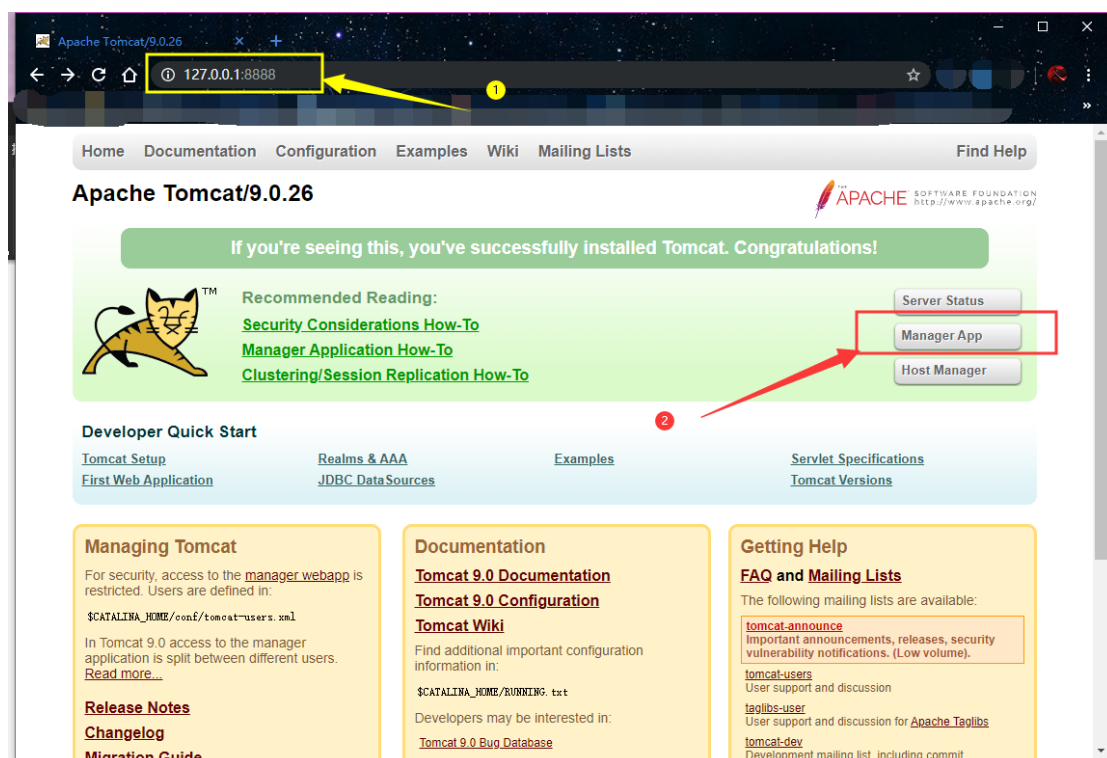 Apache Tomcat/9.0.26
127.0.0.1:8888
1
Home Documentation Configuration Examples Wiki Mailing Lists Find Help
Apache Tomcat/9.0.26
THE
APACHE SOFTWARE FOUNDATION
http://www.apache.org/
If you're seeing this, you've successfully installed Tomcat. Congratulations!
TM
Recommended Reading:
Security Considerations How-To
Manager Application How-To
Clustering/Session Replication How-To
Server Status
Manager App
Host Manager
2
Developer Quick Start
Tomcat Setup
First Web Application
Realms & AAA
JDBC DataSources
Examples
Servlet Specifications
Tomcat Versions
Managing Tomcat
For security, access to the manager webapp is
restricted. Users are defined in:
$CATALINA_HOME/conf/tomcat-users.xml
In Tomcat 9.0 access to the manager
application is split between different users.
Read more...
Release Notes
Changelog
Migration Guide
Documentation
Tomcat 9.0 Documentation
Tomcat 9.0 Configuration
Tomcat Wiki
Find additional important configuration
information in:
$CATALINA_HOME/RUNNING.txt
Developers may be interested in:
Tomcat 9.0 Bug Database
Getting Help
FAQ and Mailing Lists
The following mailing lists are available:
tomcat-announce
Important announcements, releases, security
vulnerability notifications. (Low volume).
tomcat-users
User support and discussion
taglibs-user
User support and discussion for Apache Taglibs
tomcat-dev
Development mailing list, including commit